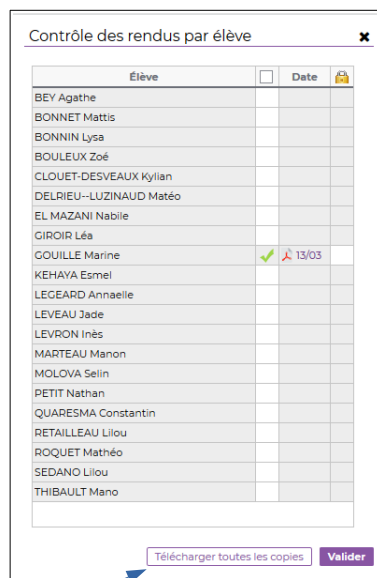 Contrôle des rendus par élève
Élève Date
BEY Agathe
BONNET Mattis
BONNIN Lysa
BOULEUX Zoé
CLOUET-DESVEAUX Kylian
DELRIEU--LUZINAUD Matéo
EL MAZANI Nabile
GIROIR Léa
GOUILLE Marine 13/03
KEHAYA Esmel
LEGEARD Annaelle
LEVEAU Jade
LEVRON Inès
MARTEAU Manon
MOLOVA Selin
PETIT Nathan
QUARESMA Constantin
RETAILLEAU Lilou
ROQUET Mathéo
SEDANO Lilou
THIBAULT Mano
Télécharger toutes les copies Valider